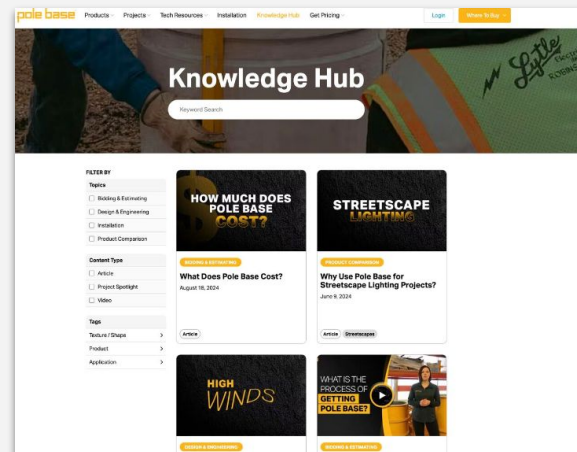 pole base
Products
Projects
Tech Resources
Installation
Knowledge Hub
Get Pricing
Login
Where To Buy
Knowledge Hub
Keyword Search
Lytle
FILTER BY
Topics
Bidding & Estimating
Design & Engineering
Installation
Product Comparison
Content Type
Article
Project Spotlight
Video
Tags
Texture / Shape
Product
Application
HOW MUCH DOES
POLE BASE
COST?
BIDDING & ESTIMATING
What Does Pole Base Cost?
August 16, 2024
Article
STREETSCAPE
LIGHTING
PRODUCT COMPARISON
Why Use Pole Base for
Streetscape Lighting Projects?
June 9, 2024
Article
Streetscapes
HIGH
WINDS
DESIGN & ENGINEERING
WHAT IS THE
PROCESS OF
GETTING
POLE BASE?
BIDDING & ESTIMATING